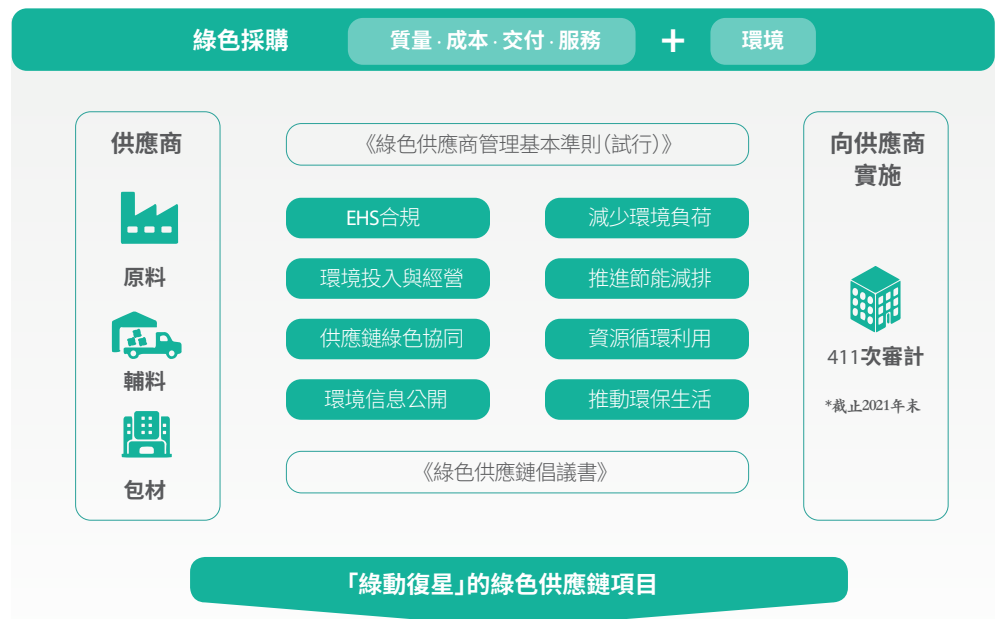 綠色採購
質量·成本·交付·服務
+
環境
供應商
原料
輔料
包材
《綠色供應商管理基本準則(試行)》
EHS合規
減少環境負荷
環境投入與經營
推進節能減排
供應鏈綠色協同
資源循環利用
環境信息公開
推動環保生活
《綠色供應鏈倡議書》
向供應商
實施
411次審計
*截止2021年末
「綠動復星」的綠色供應鏈項目